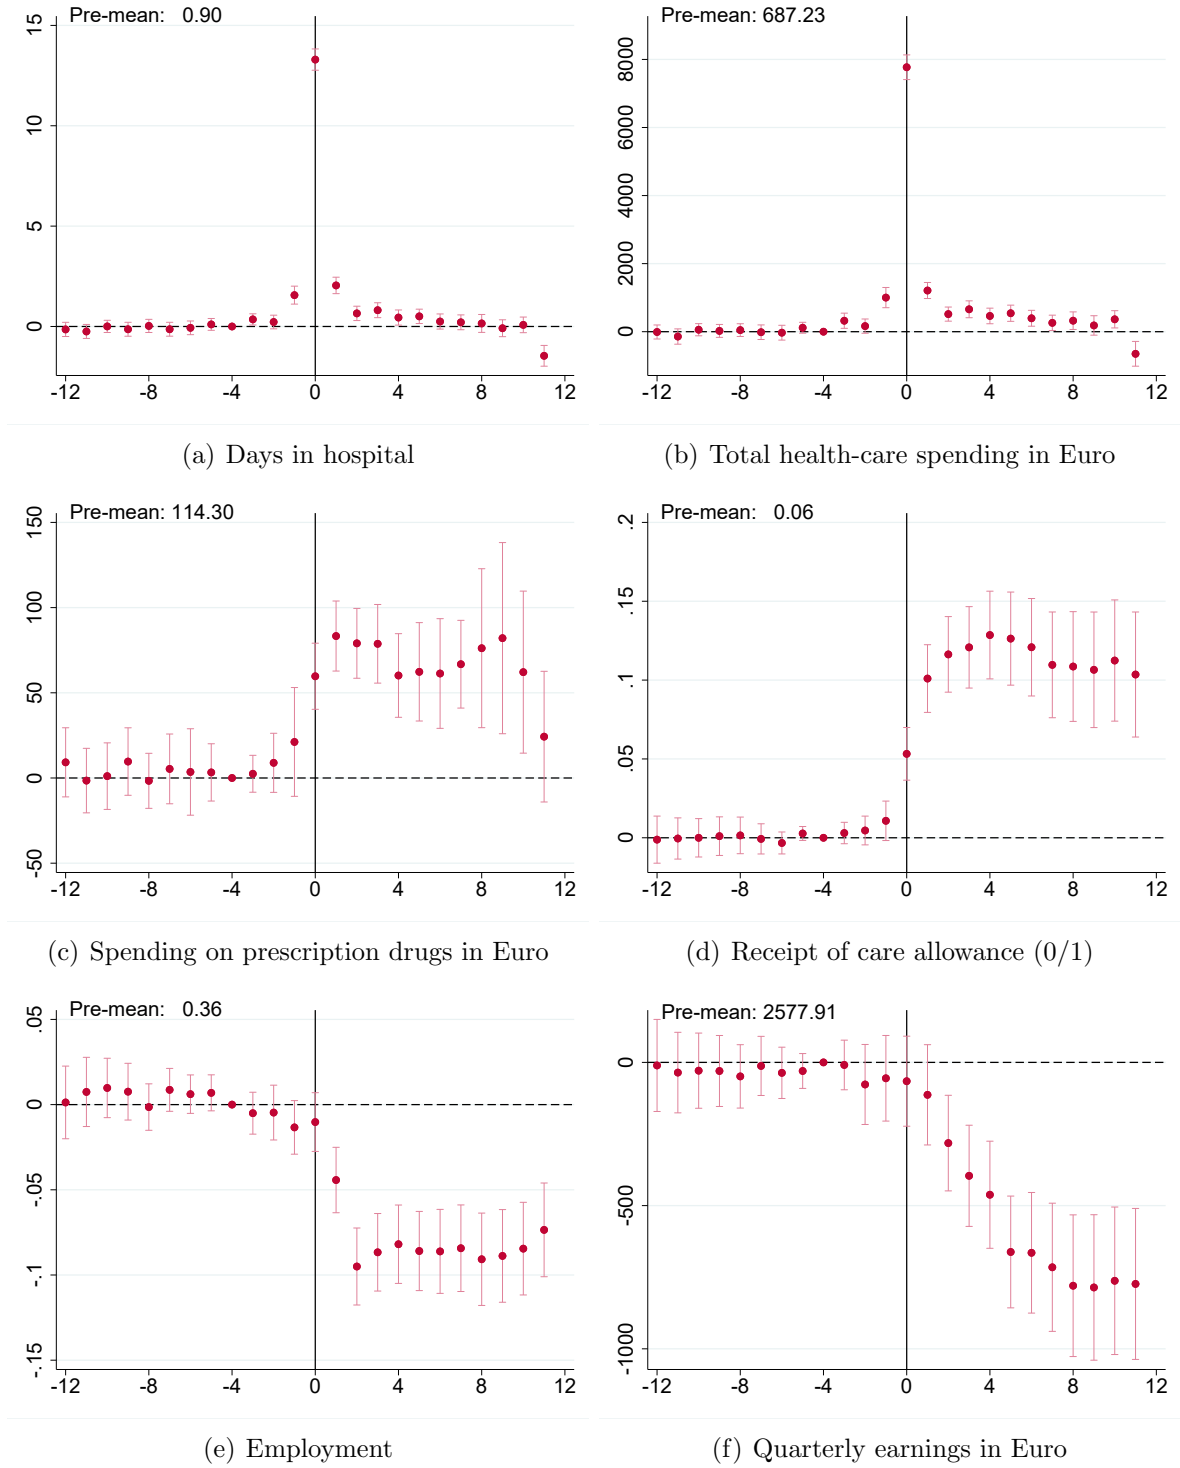 Pre-mean: 0.90
15
10
5
0
-12 -8 -4 0 4 8 12
(a) Days in hospital
Pre-mean: 687.23
8000
6000
4000
2000
0
-12 -8 -4 0 4 8 12
(b) Total health-care spending in Euro
Pre-mean: 114.30
150
100
50
0
-50
-12 -8 -4 0 4 8 12
(c) Spending on prescription drugs in Euro
Pre-mean: 0.06
.2
.15
.1
.05
0
-12 -8 -4 0 4 8 12
(d) Receipt of care allowance (0/1)
Pre-mean: 0.36
.05
0
-.05
-.1
-.15
-12 -8 -4 0 4 8 12
(e) Employment
Pre-mean: 2577.91
0
-500
-1000
-12 -8 -4 0 4 8 12
(f) Quarterly earnings in Euro